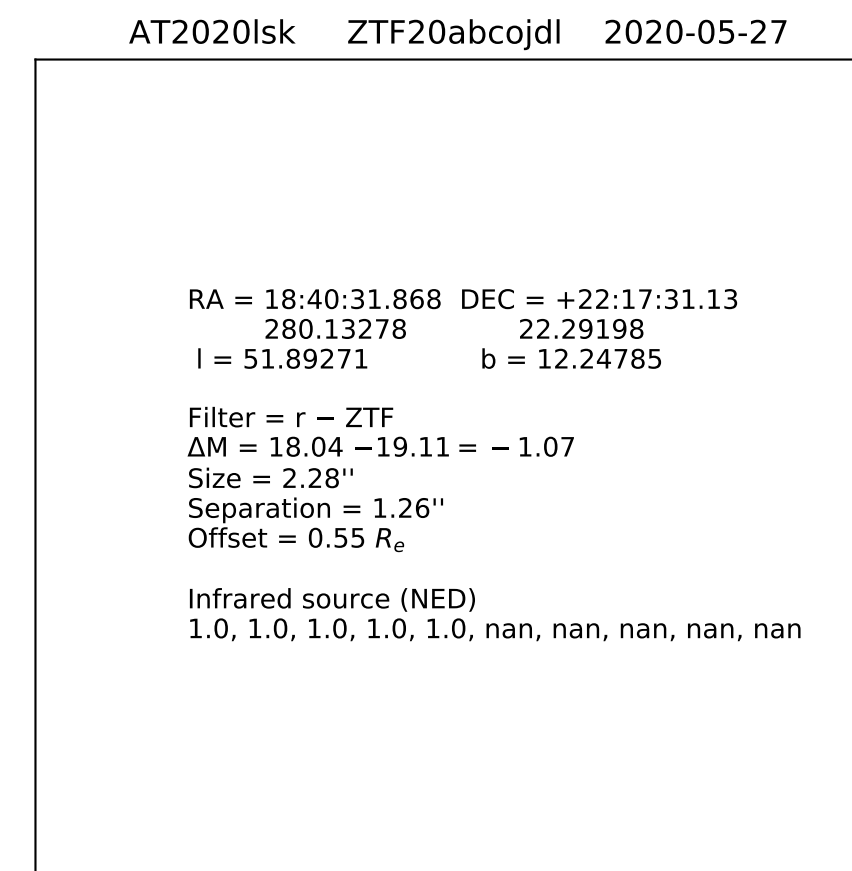 AT2020lsk ZTF20abcojdl 2020-05-27
RA = 18:40:31.868 DEC = +22:17:31.13
280.13278 22.29198
l = 51.89271 b = 12.24785
Filter = r − ZTF
ΔM = 18.04 −19.11 = − 1.07
Size = 2.28''
Separation = 1.26''
Offset = 0.55 Re
Infrared source (NED)
1.0, 1.0, 1.0, 1.0, 1.0, nan, nan, nan, nan, nan